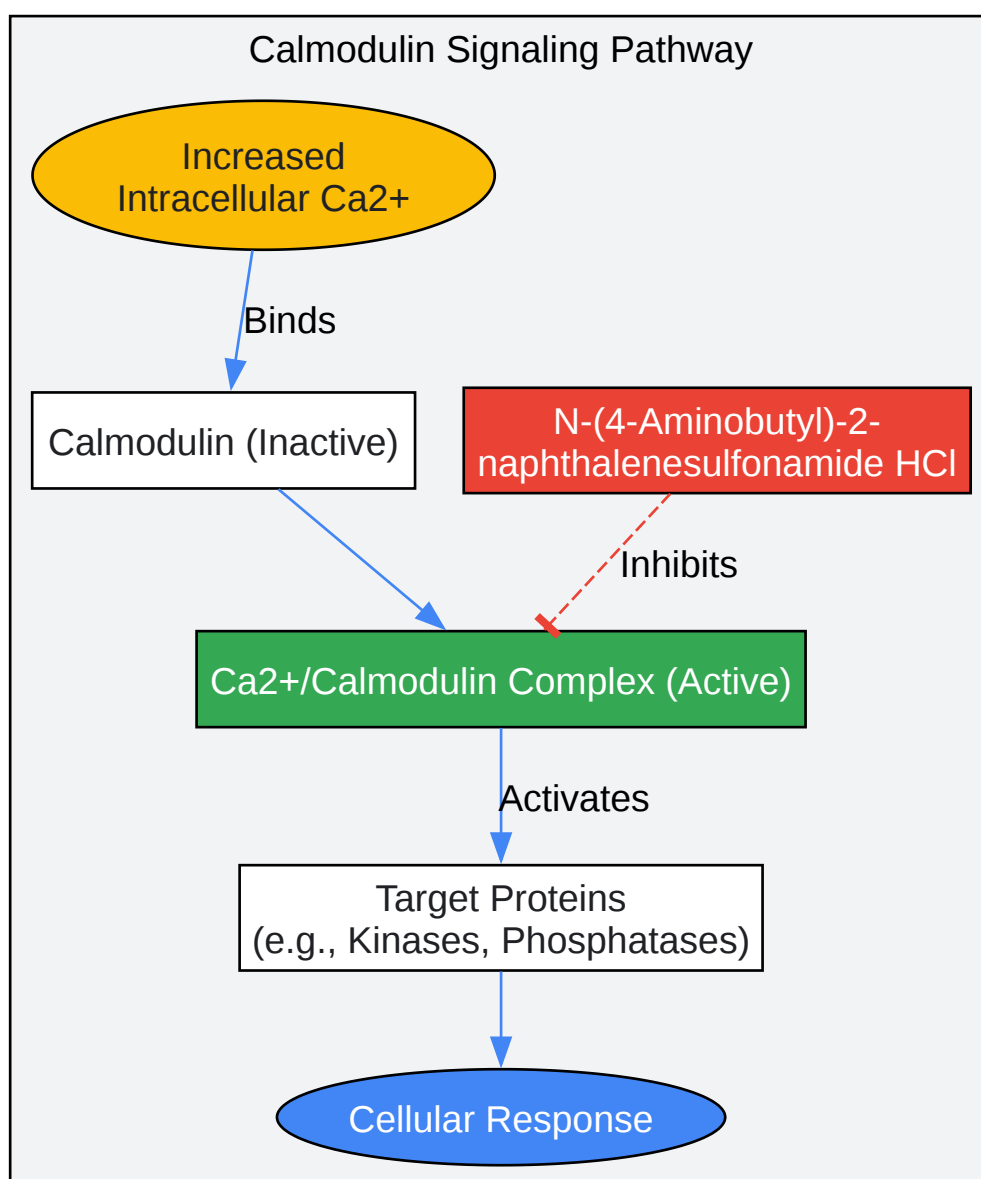 Calmodulin Signaling Pathway
Increased
Intracellular Ca2+
Binds
Calmodulin (Inactive)
N-(4-Aminobutyl)-2-
naphthalenesulfonamide HCl
Inhibits
Ca2+/Calmodulin Complex (Active)
Activates
Target Proteins
(e.g., Kinases, Phosphatases)
Cellular Response